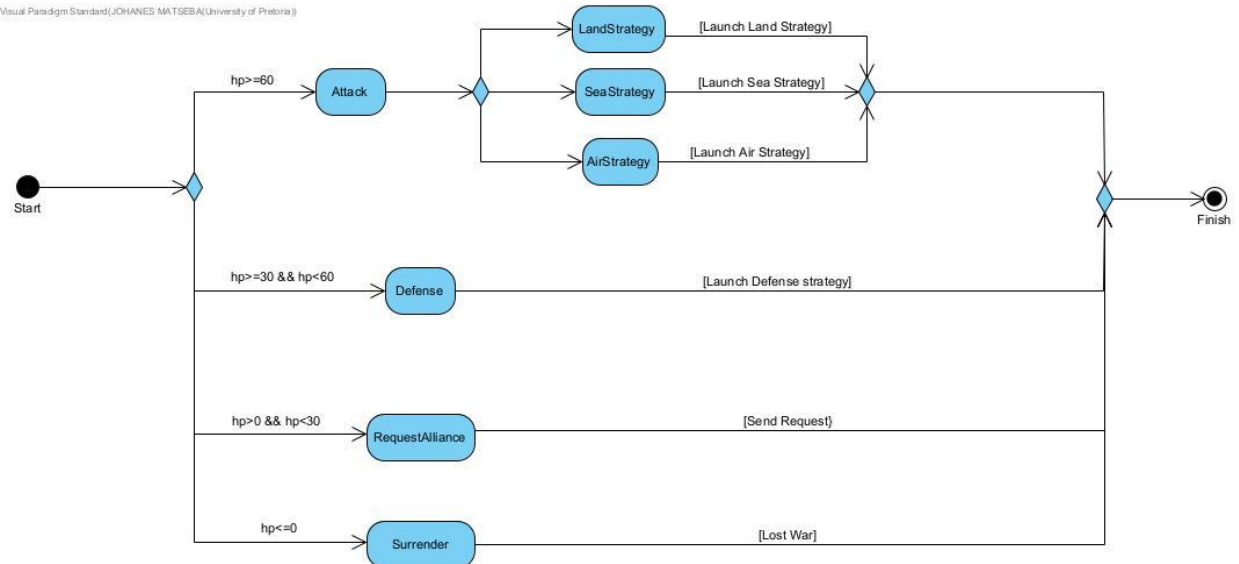 Visual Paradigm Standard(JOHANES MATSEBA(University of Pretoria))
LandStrategy
[Launch Land Strategy]
hp>=60
Attack
SeaStrategy
[Launch Sea Strategy]
AirStrategy
[Launch Air Strategy]
Start
Finish
hp>=30 && hp<60
Defense
[Launch Defense strategy]
hp>0 && hp<30
RequestAlliance
[Send Request}
hp<=0
Surrender
[Lost War]